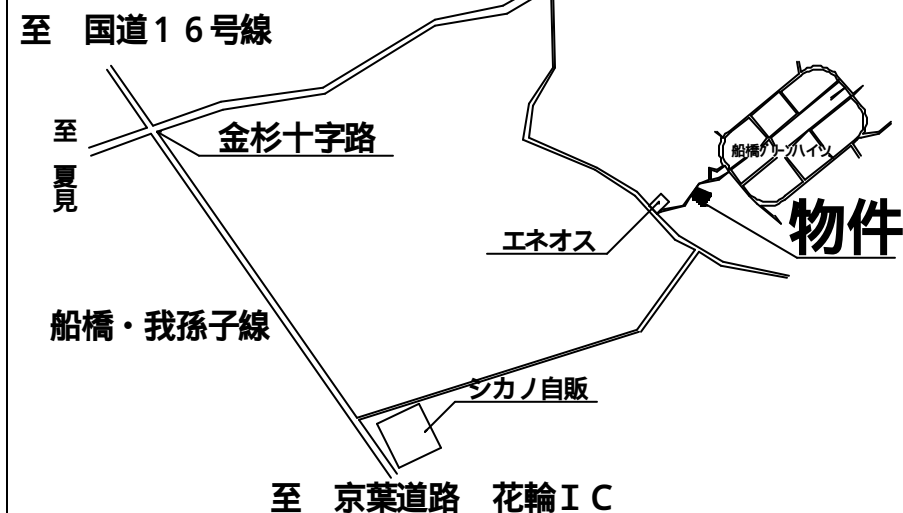 至　国道１６号線
至　夏見
金杉十字路
船橋グリーンハイツ
物件
エネオス
船橋・我孫子線
シカノ自販
至　京葉道路　花輪ＩＣ